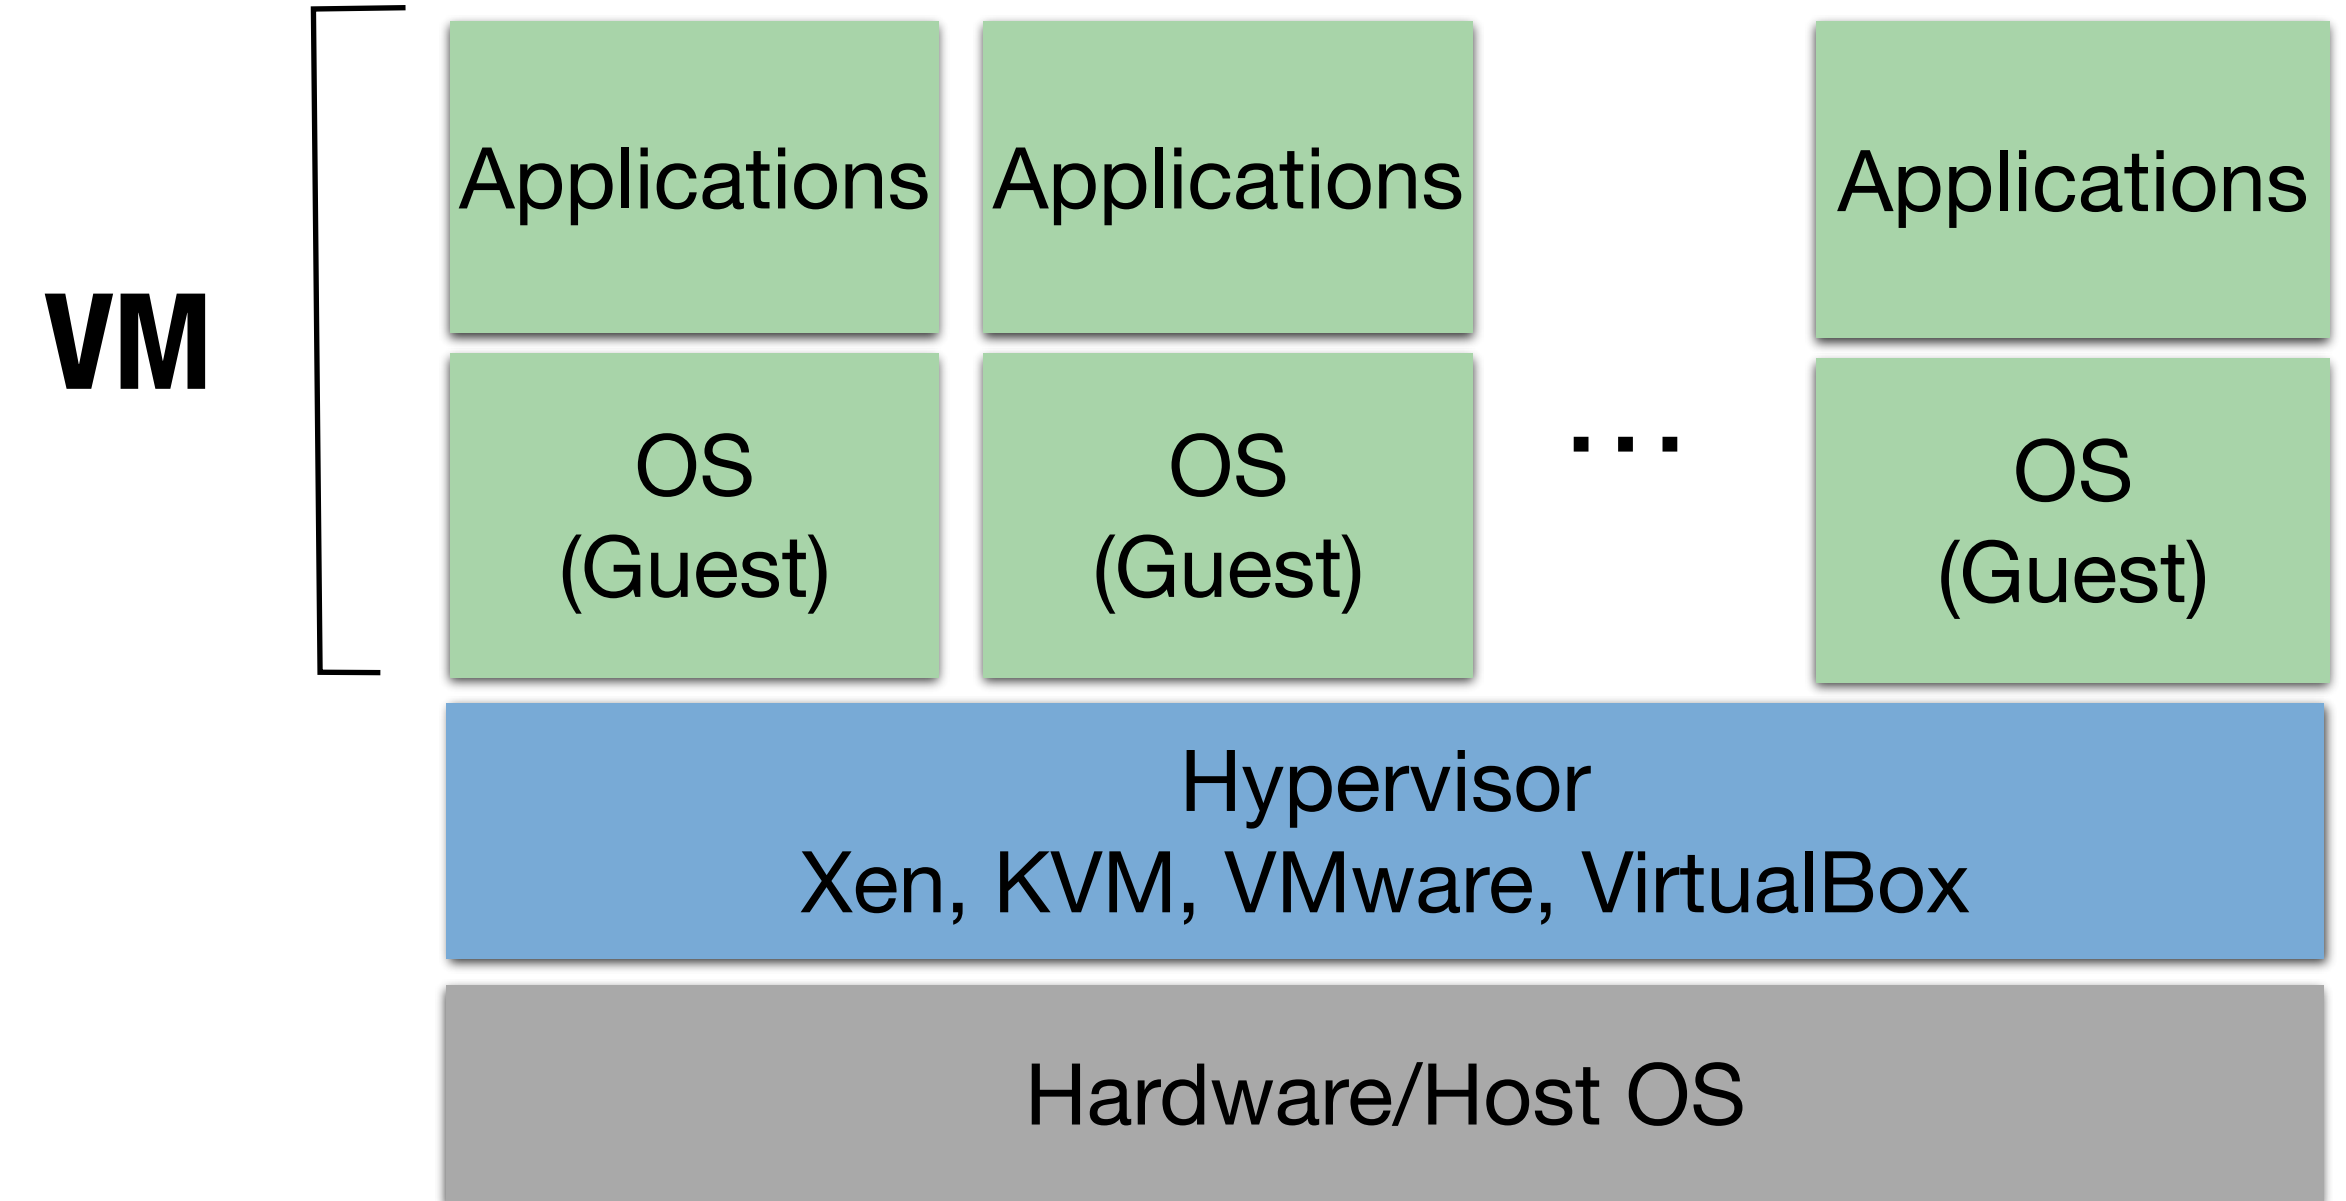 VM
Applications
Applications
Applications
OS
(Guest)
OS
(Guest)
...
OS
(Guest)
Hypervisor
Xen, KVM, VMware, VirtualBox
Hardware/Host OS